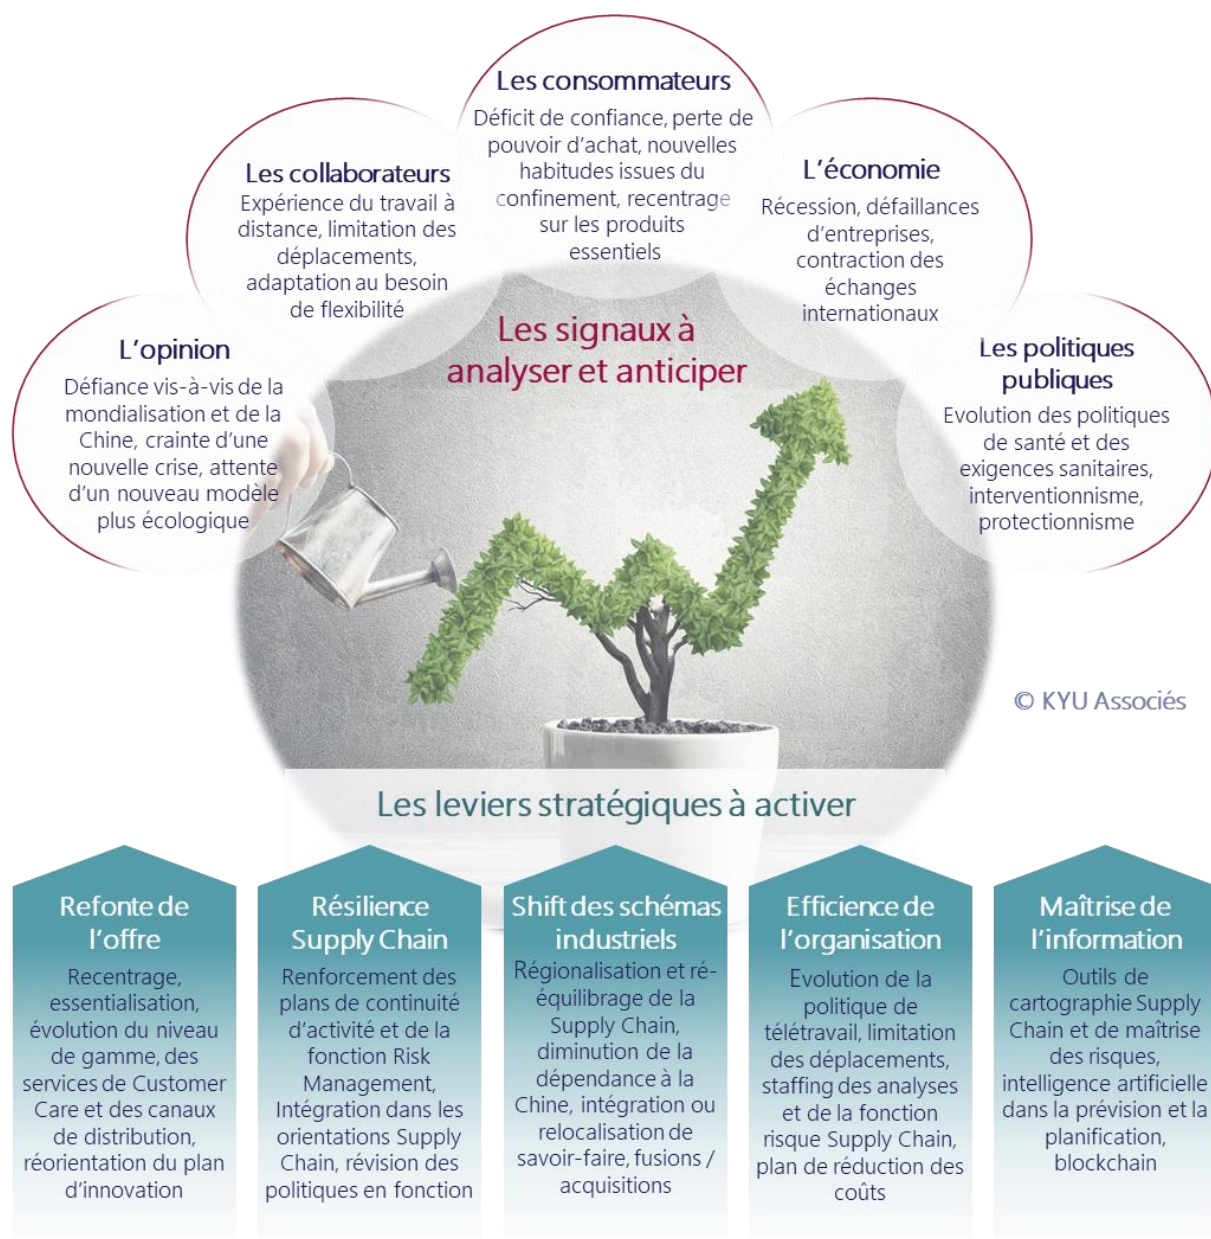 Les consommateurs
Déficit de confiance, perte de
pouvoir d'achat, nouvelles
habitudes issues du
confinement, recentrage
sur les produits
essentiels
Les collaborateurs
Expérience du travail à
distance, limitation des
déplacements,
adaptation au besoin
de flexibilité
L'économie
Récession, défaillances
d'entreprises,
contraction des
échanges
internationaux
L'opinion
Défiance vis-à-vis de la
mondialisation et de la
Chine, crainte d'une
nouvelle crise, attente
d'un nouveau modèle
plus écologique
Les signaux à
analyser et anticiper
Les politiques
publiques
Evolution des politiques
de santé et des
exigences sanitaires,
interventionnisme,
protectionnisme
© KYU Associés
Les leviers stratégiques à activer
Refonte de
l'offre
Recentrage,
essentialisation,
évolution du niveau
de gamme, des
services de Customer
Care et des canaux
de distribution,
réorientation du plan
d'innovation
Résilience
Supply Chain
Renforcement des
plans de continuité
d'activité et de la
fonction Risk
Management,
Intégration dans les
orientations Supply
Chain, révision des
politiques en fonction
Shift des schémas
industriels
Régionalisation et ré-
équilibrage de la
Supply Chain,
diminution de la
dépendance à la
Chine, intégration ou
relocalisation de
savoir-faire, fusions /
acquisitions
Efficience de
l'organisation
Evolution de la
politique de
télétravail, limitation
des déplacements,
staffing des analyses
et de la fonction
risque Supply Chain,
plan de réduction des
coûts
Maîtrise de
l'information
Outils de
cartographie Supply
Chain et de maîtrise
des risques,
intelligence artificielle
dans la prévision et la
planification,
blockchain